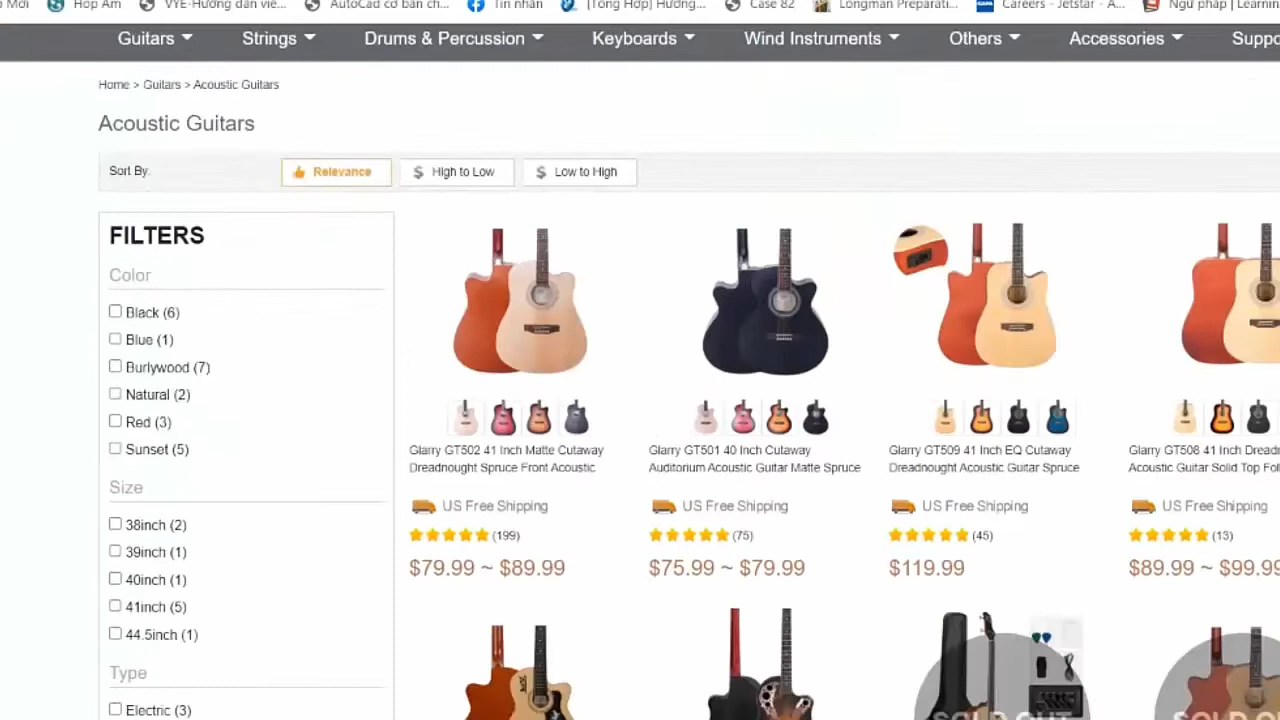 Hợp Âm
VYE-Hướng dẫn viê...
AutoCad cơ bản ch...
Tin nhắn
[Tổng Hợp] Hướng...
Case 82
Longman Preparati...
Careers - Jetstar - A...
Ngữ pháp | Learnin
Guitars
Strings
Drums & Percussion
Keyboards
Wind Instruments
Others
Accessories
Suppo
Home > Guitars > Acoustic Guitars
Acoustic Guitars
Sort By.
Relevance
$ High to Low
$ Low to High
FILTERS
Color
Black (6)
Blue (1)
Burlywood (7)
Natural (2)
Red (3)
Sunset (5)
Size
38inch (2)
39inch (1)
40inch (1)
41inch (5)
44.5inch (1)
Type
Electric (3)
Glarry GT502 41 Inch Matte Cutaway
Dreadnought Spruce Front Acoustic
US Free Shipping
(199)
$79.99 ~ $89.99
Glarry GT501 40 Inch Cutaway
Auditorium Acoustic Guitar Matte Spruce
US Free Shipping
(75)
$75.99 ~ $79.99
Glarry GT509 41 Inch EQ Cutaway
Dreadnought Acoustic Guitar Spruce
US Free Shipping
(45)
$119.99
Glarry GT508 41 Inch Dreadn
Acoustic Guitar Solid Top Fol
US Free Shipping
(13)
$89.99 ~ $99.99
SOLD OUT
SOLD OU